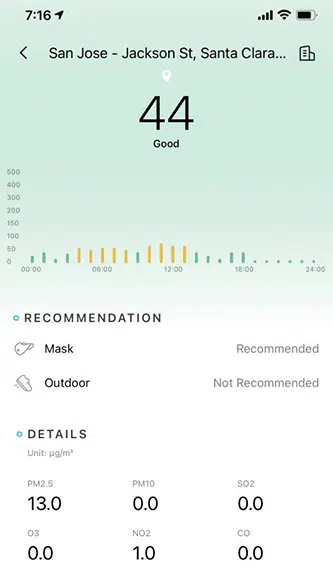 7:16
San Jose - Jackson St, Santa Clara...
44
Good
500
400
300
200
150
100
50
0
00:00 06:00 12:00 18:00 24:00
RECOMMENDATION
Mask Recommended
Outdoor Not Recommended
DETAILS
Unit: µg/m³
PM2.5 PM10 SO2
13.0 0.0 0.0
O3 NO2 CO
0.0 1.0 0.0